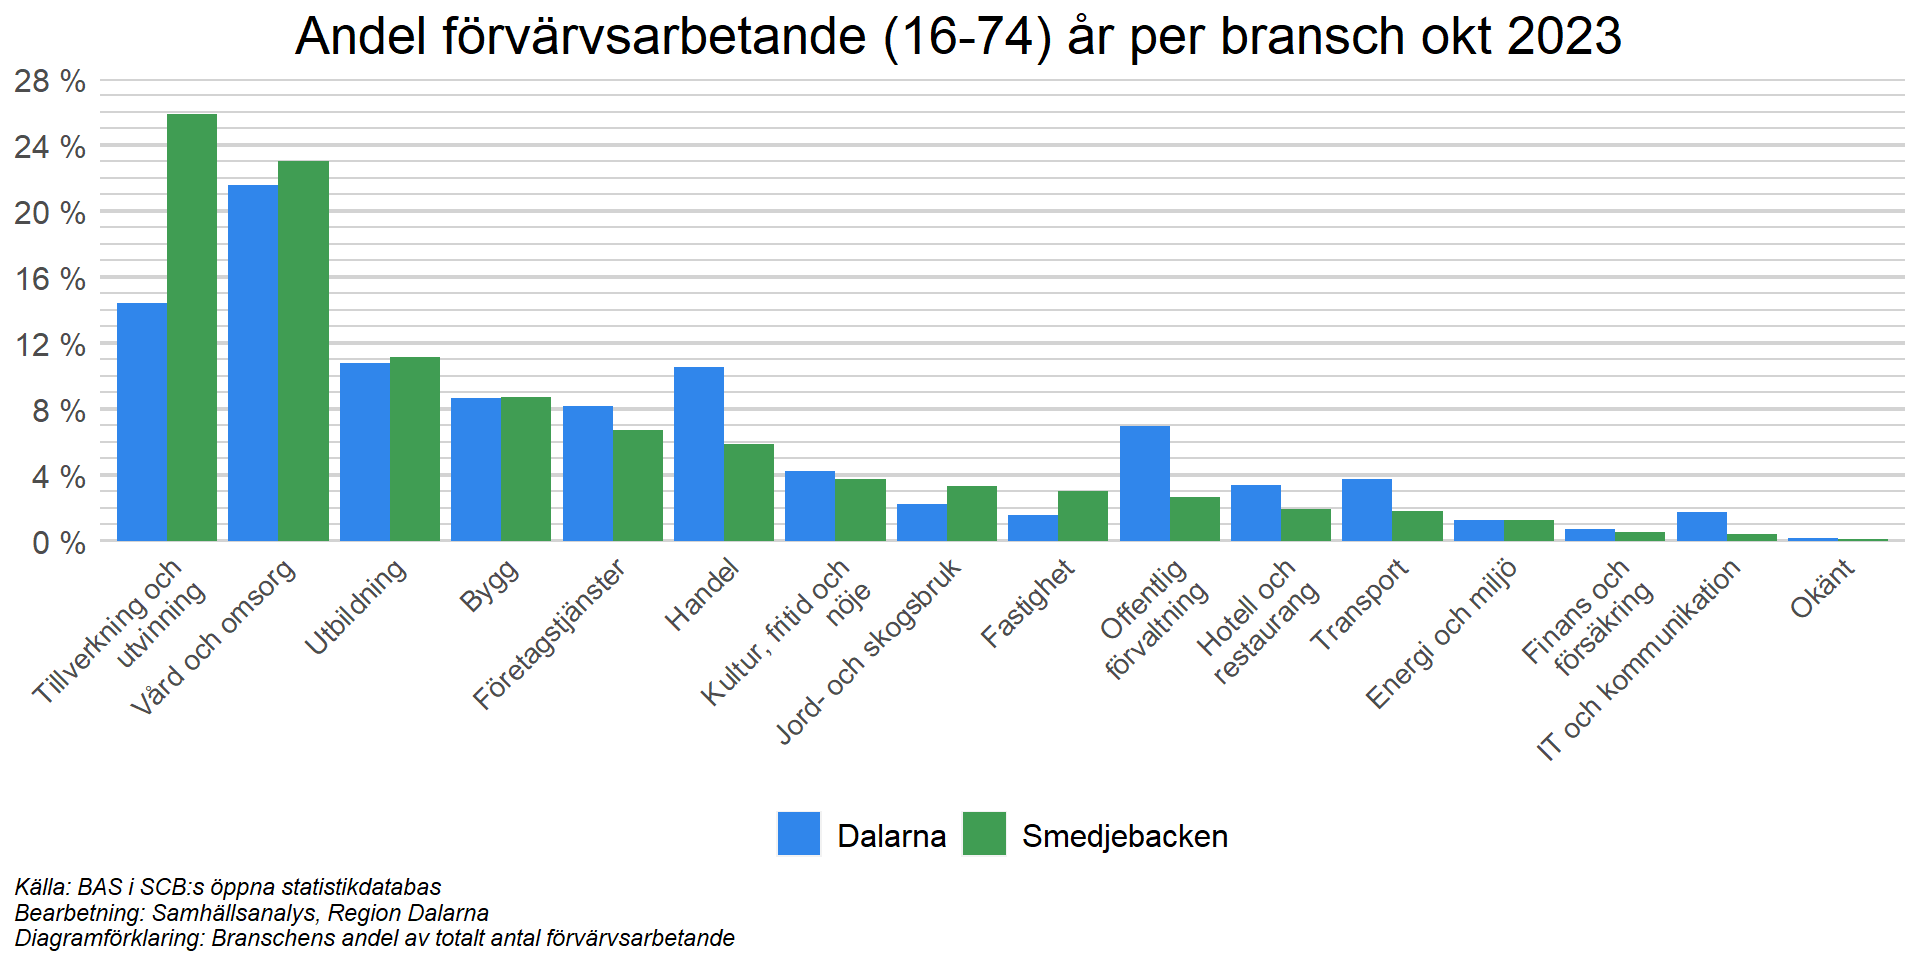 Andel förvärvsarbetande (16-74) år per bransch okt 2023
28 %
24 %
20 %
16 %
12 %
8 %
4 %
0 %
Tillverkning och
utvinning
Vård och omsorg
Utbildning
Bygg
Företagstjänster
Handel
Kultur, fritid och
nöje
Jord- och skogsbruk
Fastighet
Offentlig
förvaltning
Hotell och
restaurang
Transport
Energi och miljö
Finans och
försäkring
IT och kommunikation
Okänt
Dalarna
Smedjebacken
Källa: BAS i SCB:s öppna statistikdatabas
Bearbetning: Samhällsanalys, Region Dalarna
Diagramförklaring: Branschens andel av totalt antal förvärvsarbetande